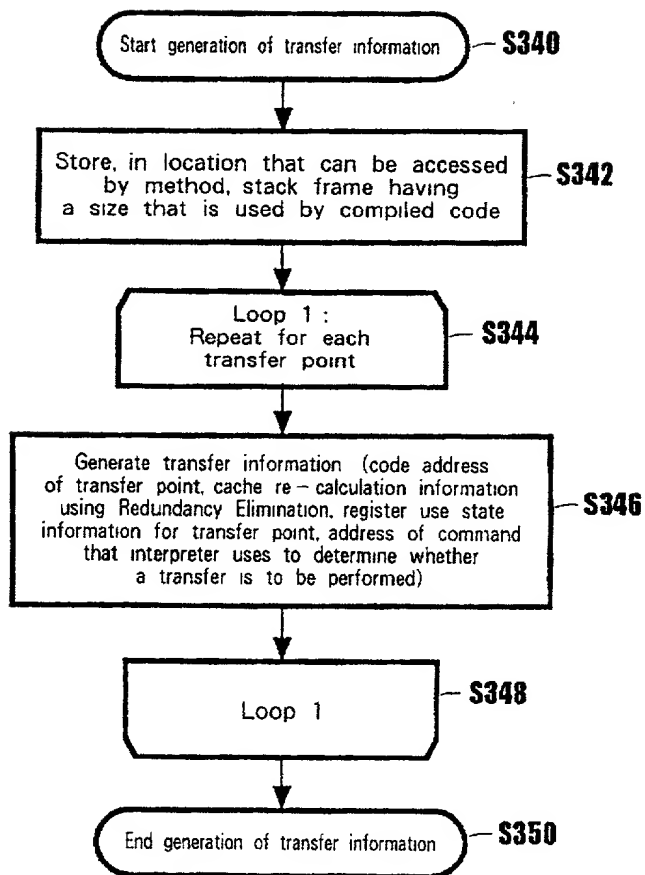 Start generation of transfer information
S340
Store, in location that can be accessed
by method, stack frame having
a size that is used by compiled code
S342
Loop 1 :
Repeat for each
transfer point
S344
Generate transfer information (code address
of transfer point, cache re-calculation information
using Redundancy Elimination, register use state
information for transfer point, address of command
that interpreter uses to determine whether
a transfer is to be performed)
S346
Loop 1
S348
End generation of transfer information
S350